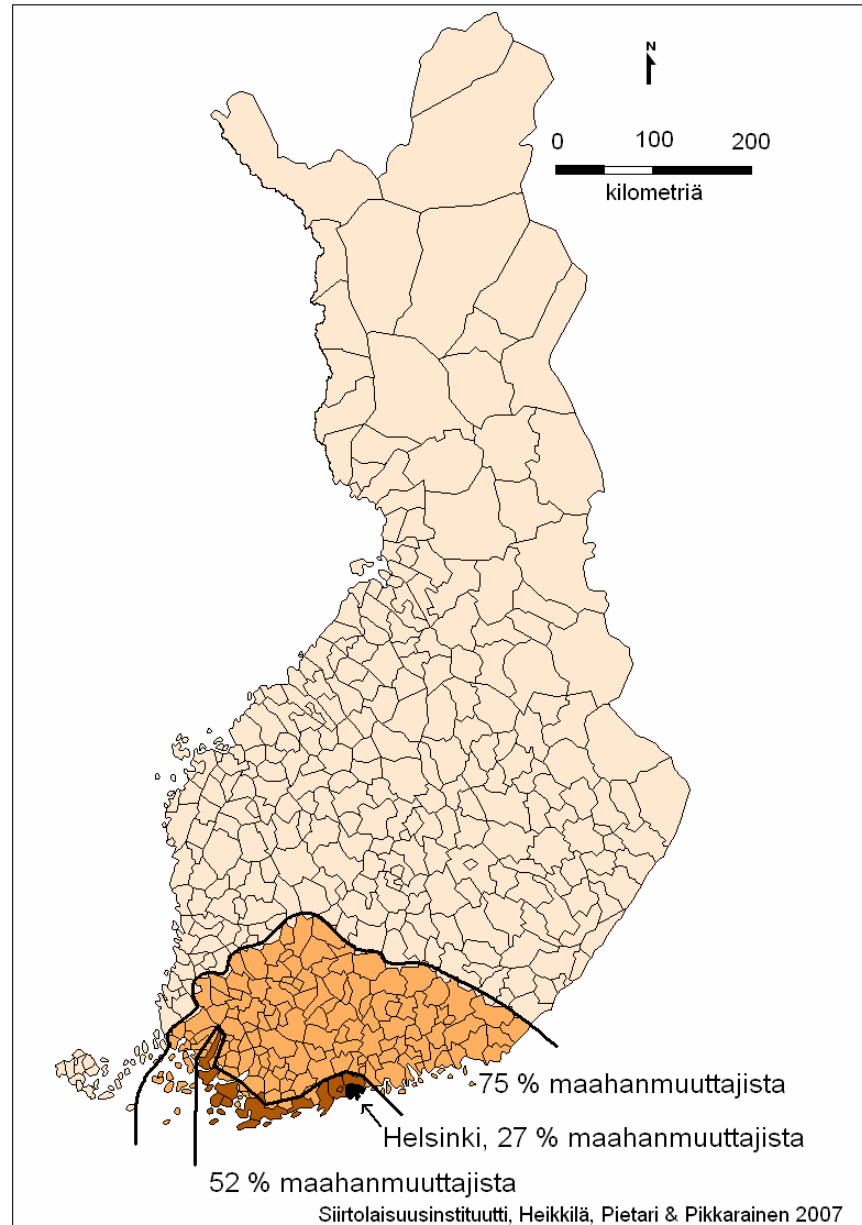 N
0 100 200
kilometriä
75 % maahanmuuttajista
Helsinki, 27 % maahanmuuttajista
52 % maahanmuuttajista
Siirtolaisuusinstituutti, Heikkilä, Pietari & Pikkarainen 2007